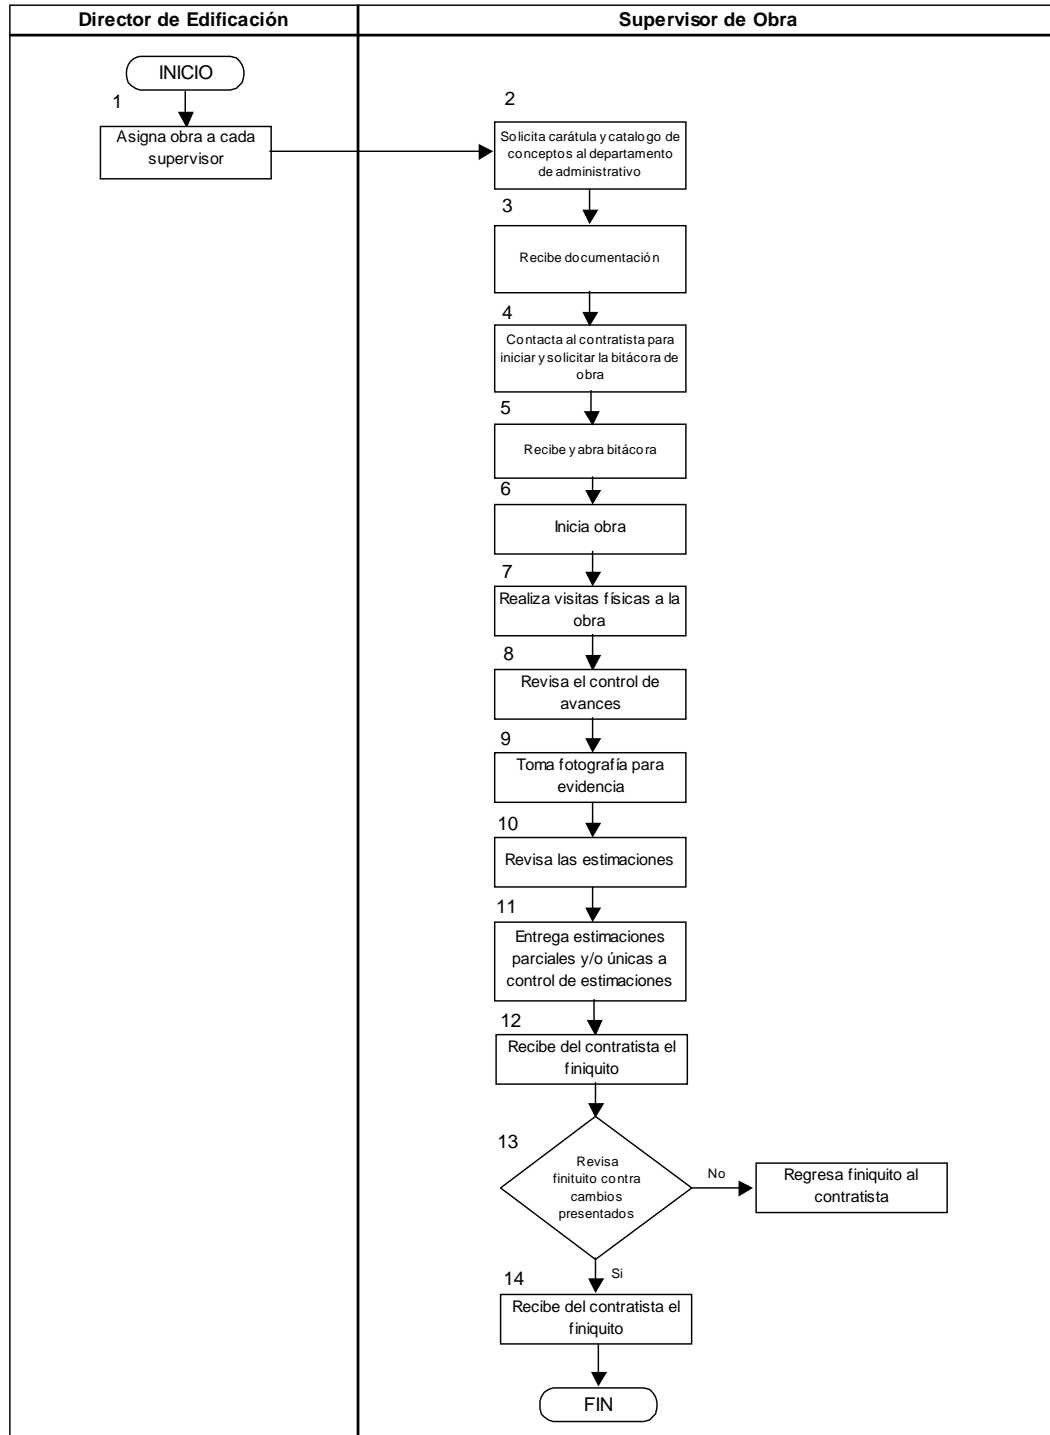 Director de Edificación
Supervisor de Obra
INICIO
1
Asigna obra a cada
supervisor
2
Solicita carátula y catalogo de
conceptos al departamento
de administrativo
3
Recibe documentación
4
Contacta al contratista para
iniciar y solicitar la bitácora de
obra
5
Recibe y abra bitácora
6
Inicia obra
7
Realiza visitas físicas a la
obra
8
Revisa el control de
avances
9
Toma fotografía para
evidencia
10
Revisa las estimaciones
11
Entrega estimaciones
parciales y/o únicas a
control de estimaciones
12
Recibe del contratista el
finiquito
13
Revisa
finituito contra
cambios
presentados
No
Regresa finiquito al
contratista
Si
14
Recibe del contratista el
finiquito
FIN